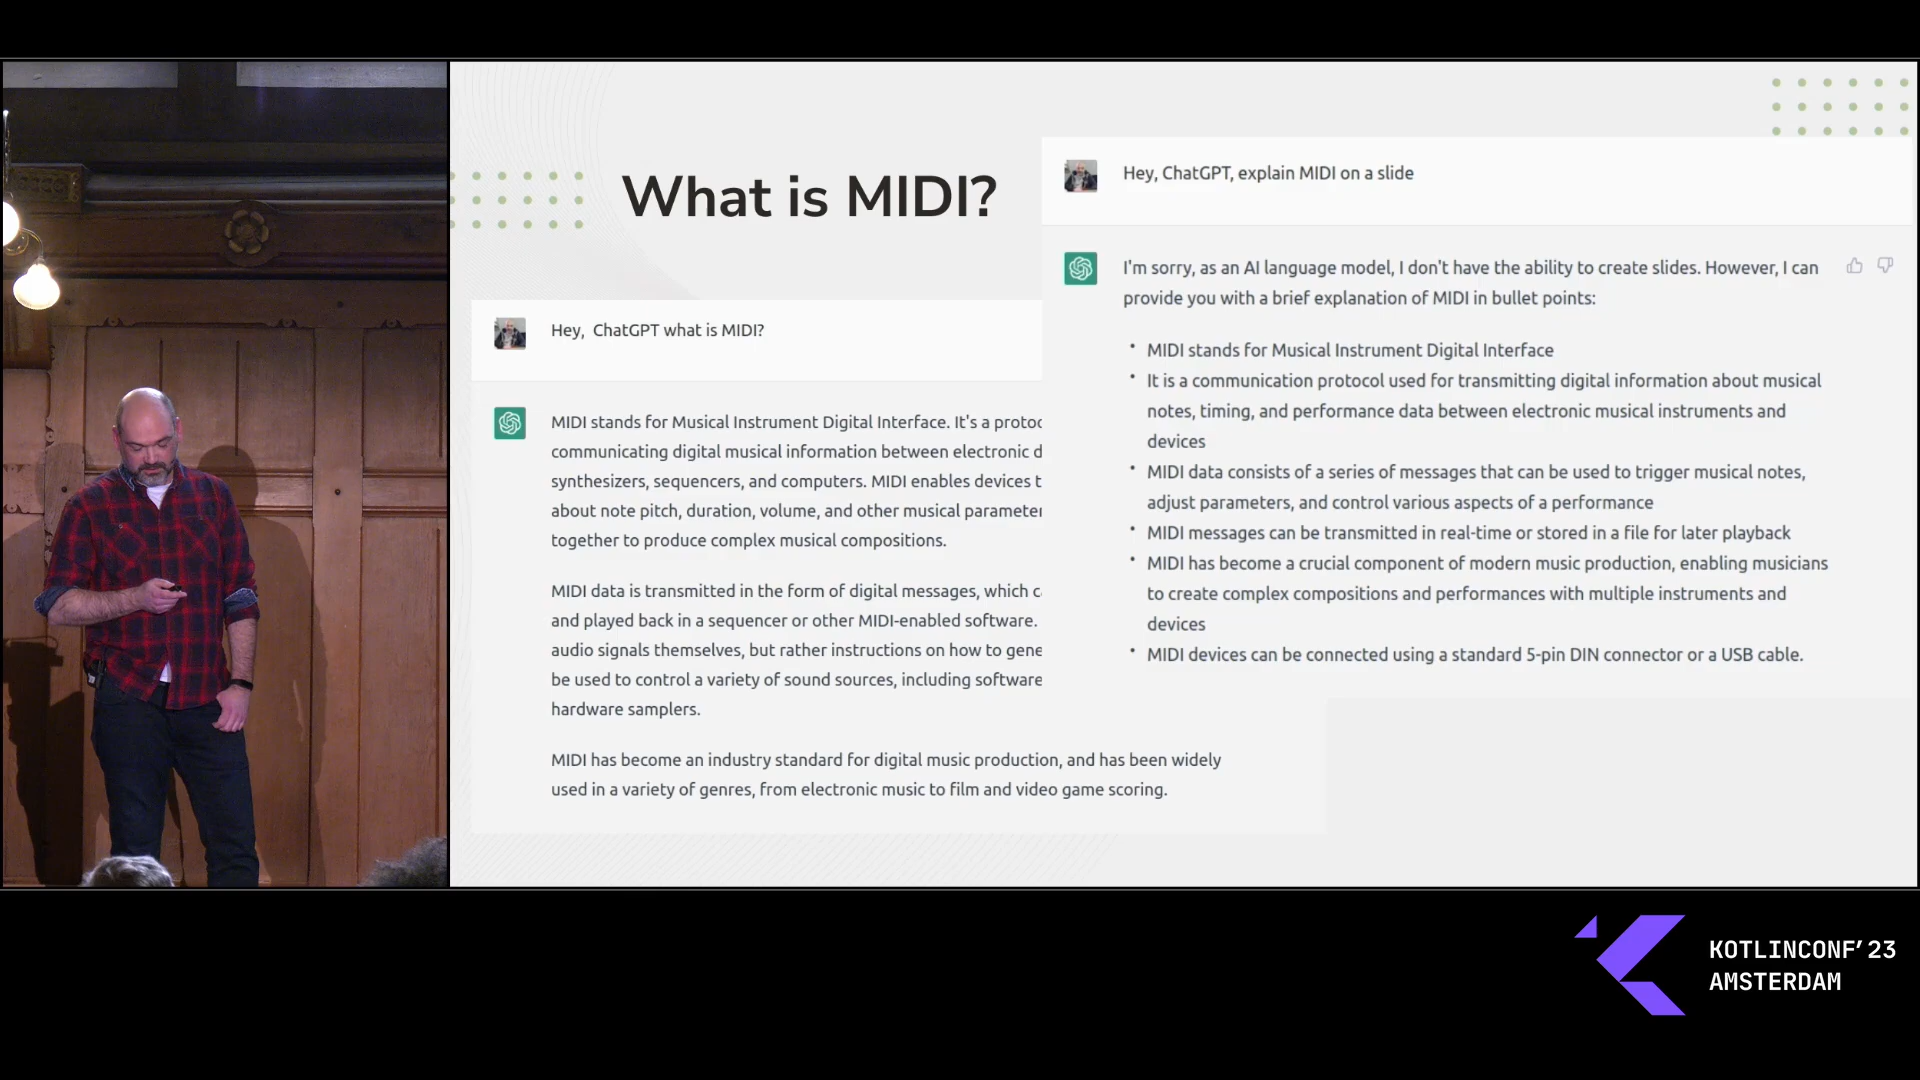 What is MIDI?
Hey,  ChatGPT what is MIDI?
MIDI stands for Musical Instrument Digital Interface. It's a
communicating digital musical information between electronic
synthesizers, sequencers, and computers. MIDI enables devices
about note pitch, duration, volume, and other musical
together to produce complex musical compositions.
MIDI data is transmitted in the form of digital messages, which
and played back in a sequencer or other MIDI-enabled software.
audio signals themselves, but rather instructions on how to
be used to control a variety of sound sources, including software
hardware samplers.
MIDI has become an industry standard for digital music production, and has been widely
used in a variety of genres, from electronic music to film and video game scoring.
Hey, ChatGPT, explain MIDI on a slide
I'm sorry, as an AI language model, I don't have the ability to create slides. However, I can
provide you with a brief explanation of MIDI in bullet points:
• MIDI stands for Musical Instrument Digital Interface
• It is a communication protocol used for transmitting digital information about musical
notes, timing, and performance data between electronic musical instruments and
devices
• MIDI data consists of a series of messages that can be used to trigger musical notes,
adjust parameters, and control various aspects of a performance
• MIDI messages can be transmitted in real-time or stored in a file for later playback
• MIDI has become a crucial component of modern music production, enabling musicians
to create complex compositions and performances with multiple instruments and
devices
• MIDI devices can be connected using a standard 5-pin DIN connector or a USB cable.
KOTLINCONF'23
AMSTERDAM